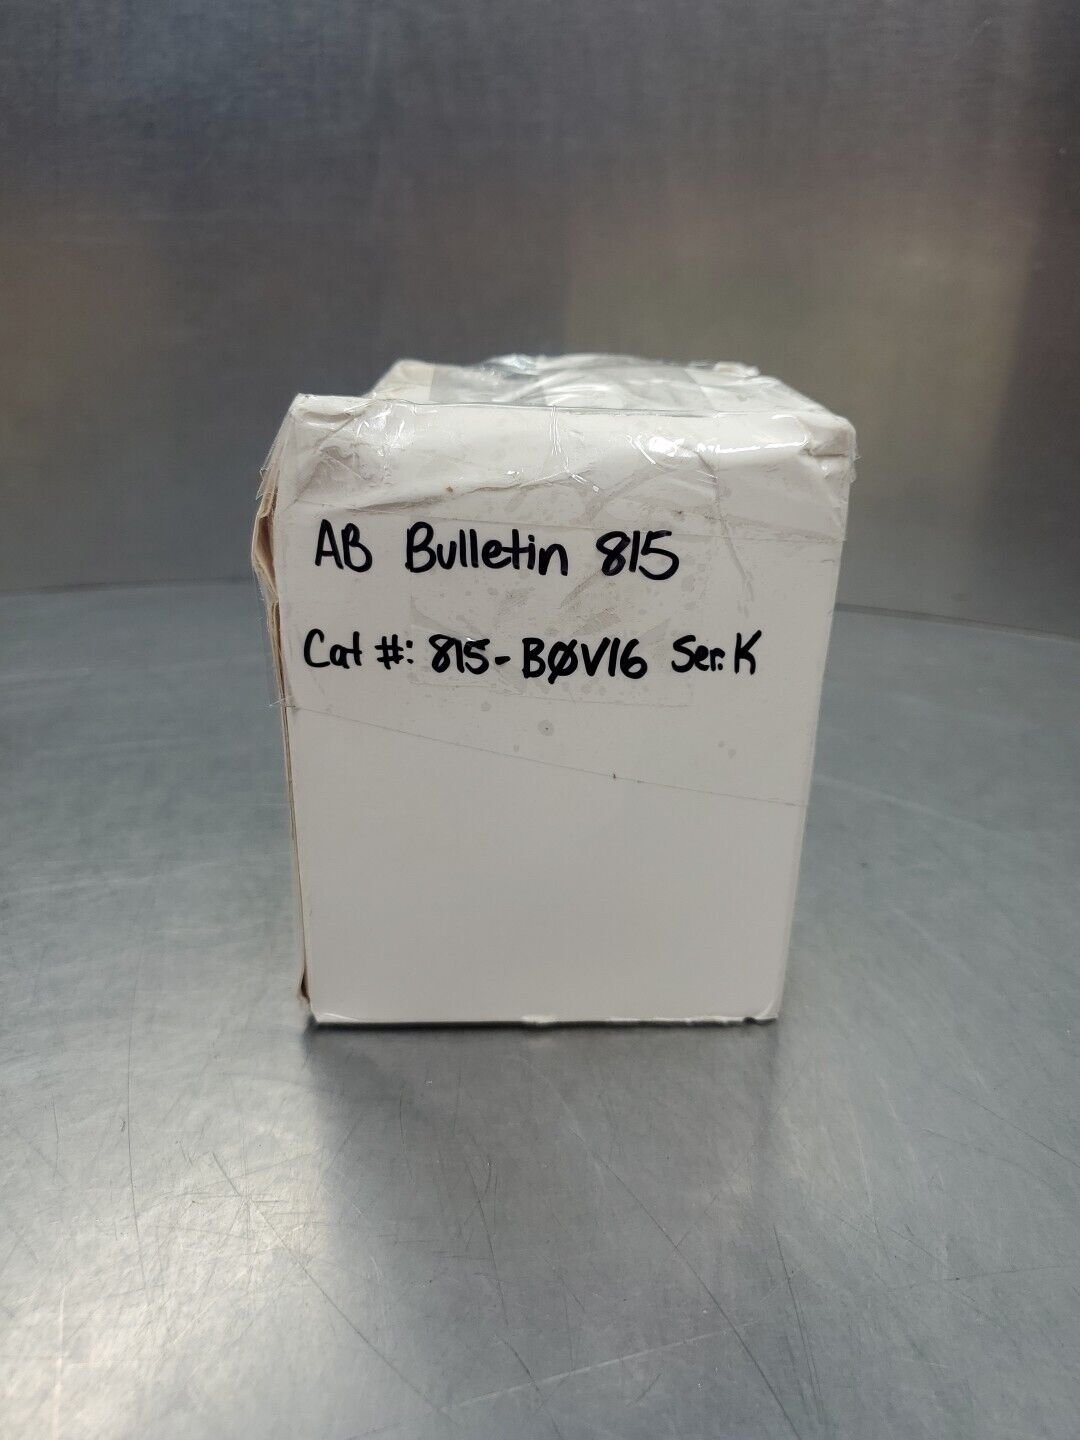 AB Bulletin 815
Cat #: 815-BØV16 Ser. K